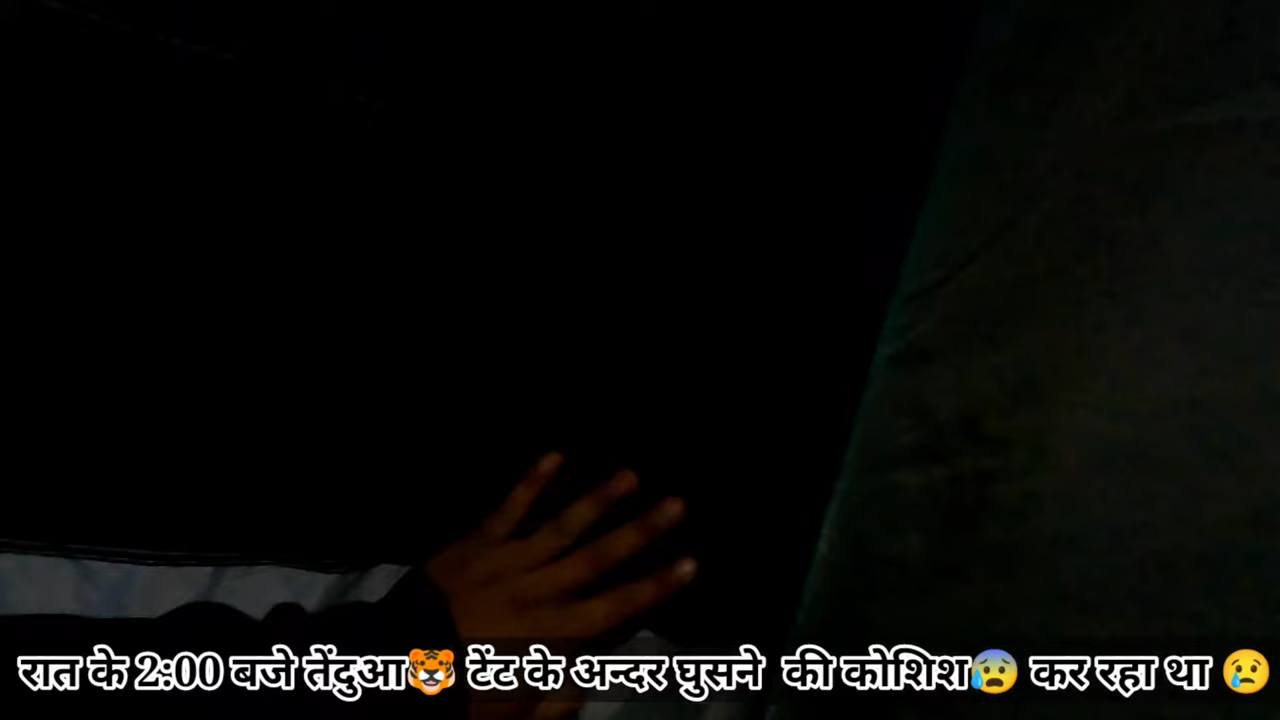 रात के 2:00 बजे तेंदुआ🐯 टेंट के अन्दर घुसने की कोशिश😰 कर रहा था 😢